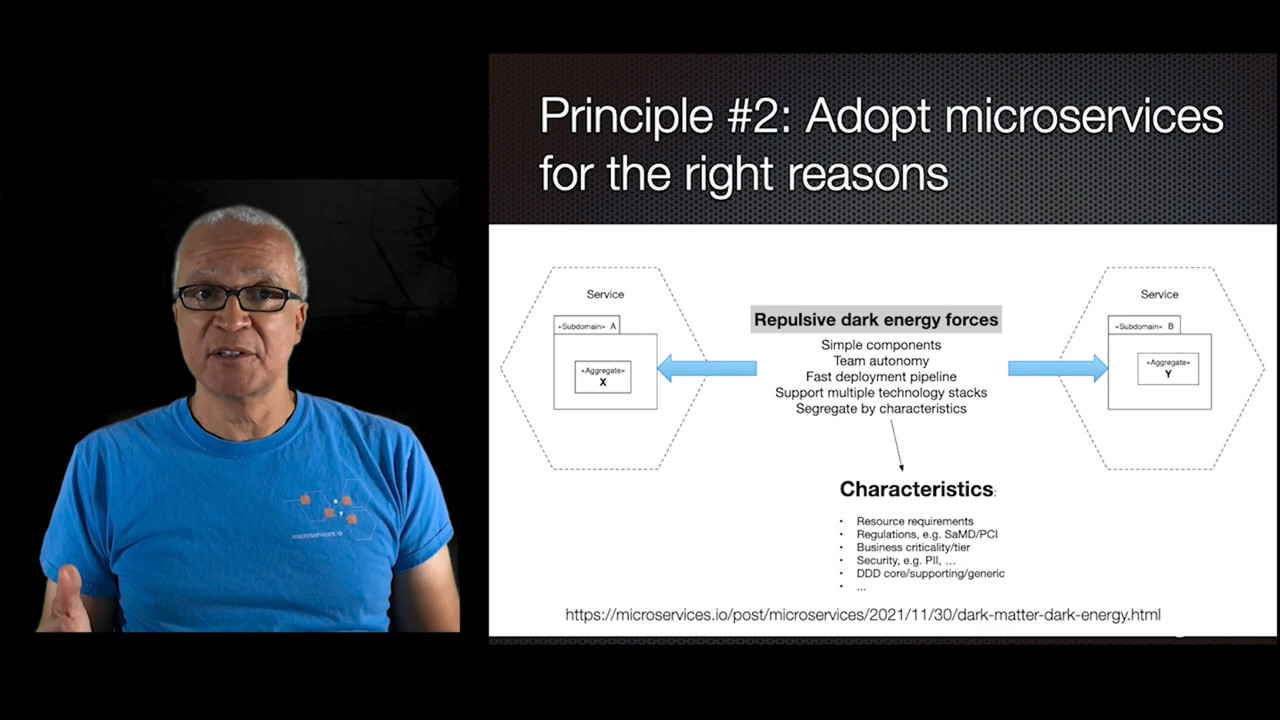 Principle #2: Adopt microservices
for the right reasons
Service
«Subdomain» A
«Aggregate»
X
Repulsive dark energy forces
Simple components
Team autonomy
Fast deployment pipeline
Support multiple technology stacks
Segregate by characteristics
Service
«Subdomain» B
«Aggregate»
Y
Characteristics:
• Resource requirements
• Regulations, e.g. SaMD/PCI
• Business criticality/tier
• Security, e.g. PII, …
• DDD core/supporting/generic
• ...
https://microservices.io/post/microservices/2021/11/30/dark-matter-dark-energy.html
microservices.io